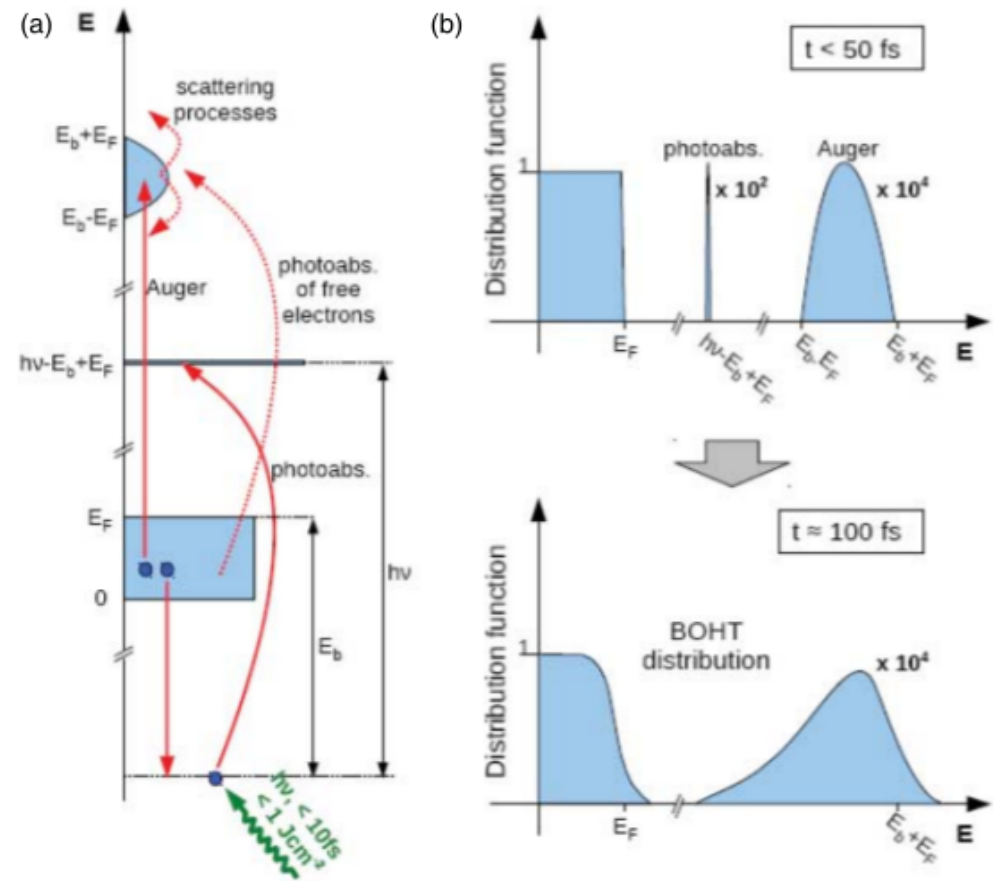 (a)
E
scattering
processes
E_b+E_F
E_b-E_F
Auger
photoabs.
of free
electrons
hν-E_b+E_F
photoabs.
E_F
hν
0
E_b
hν, < 10fs
< 1 Jcm⁻²
(b)
t < 50 fs
Distribution function
photoabs.
Auger
1
x 10²
x 10⁴
E_F
hν-E_b+E_F
E_b-E_F
E_b+E_F
E
t ≈ 100 fs
Distribution function
1
BOHT
distribution
x 10⁴
E_F
E_b+E_F
E